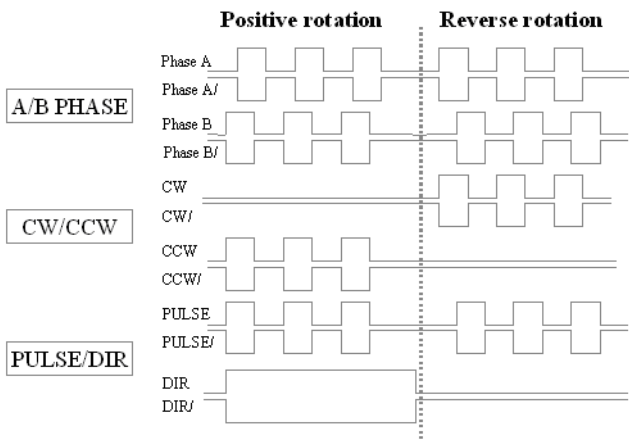 Positive rotation Reverse rotation
Phase A
Phase A/
A/B PHASE
Phase B
Phase B/
CW
CW/
CW/CCW
CCW
CCW/
PULSE
PULSE/
PULSE/DIR
DIR
DIR/